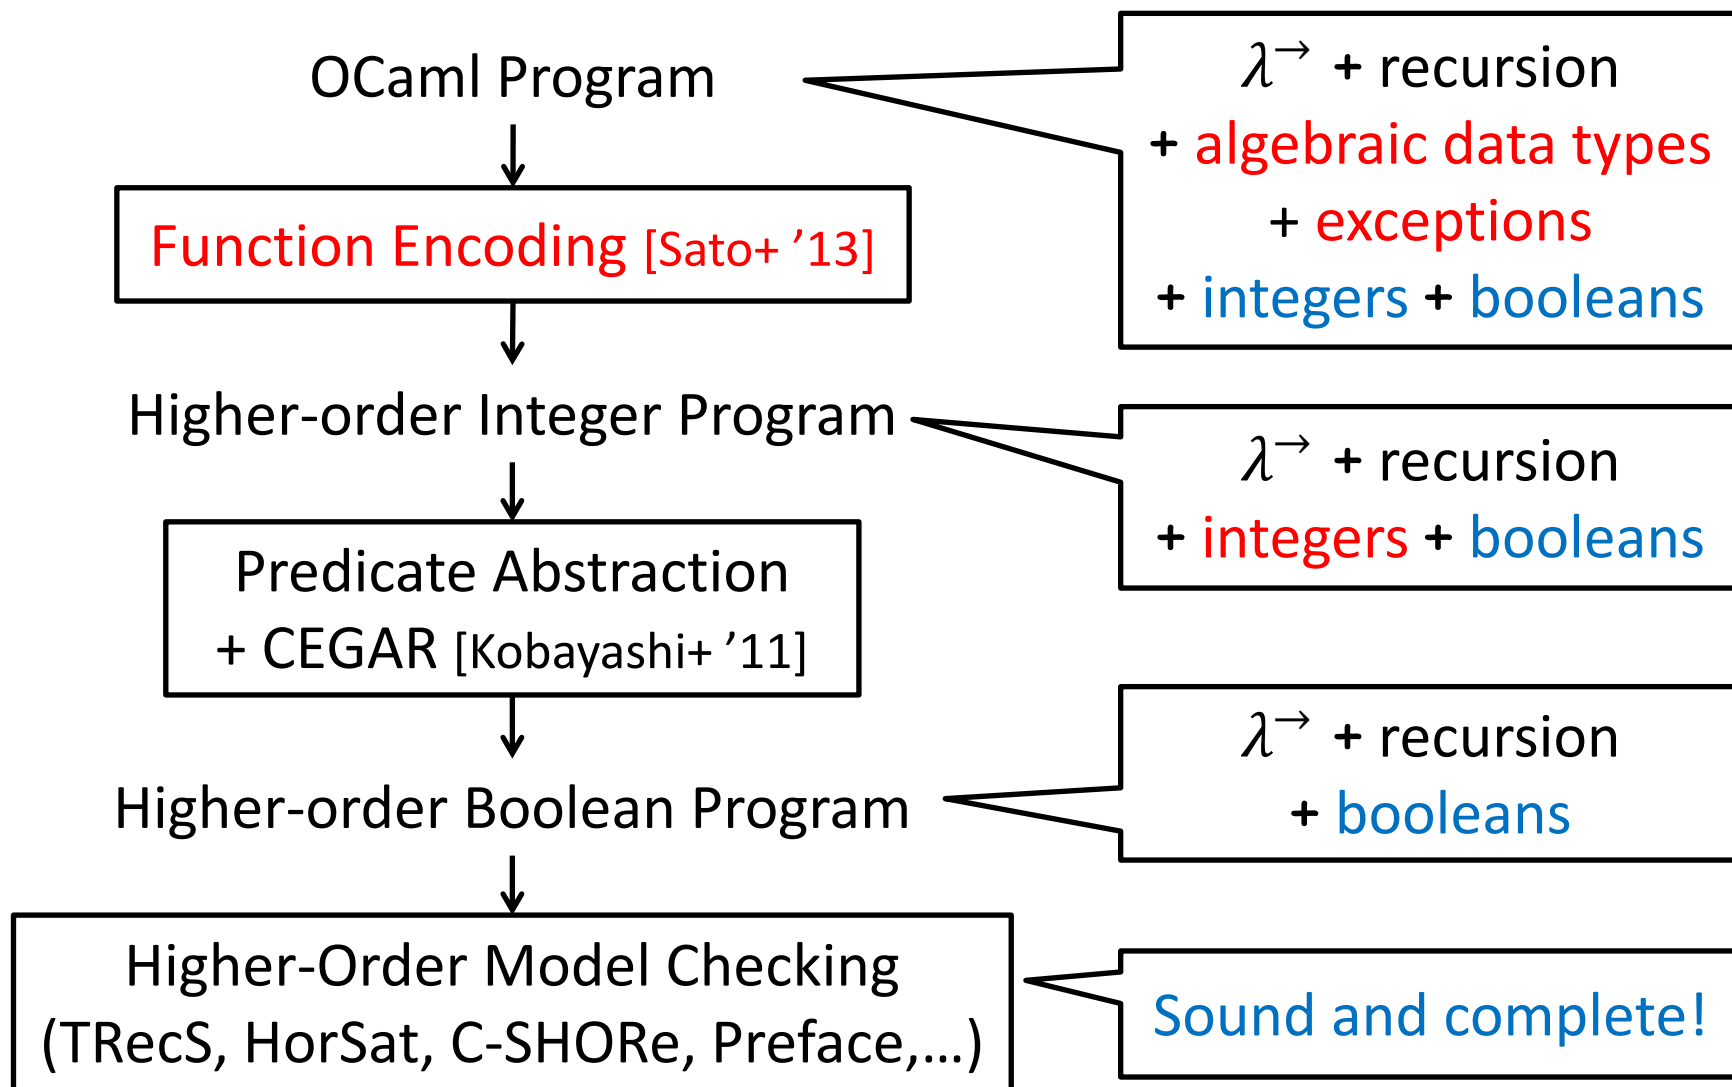 OCaml Program
λ→ + recursion
+ algebraic data types
+ exceptions
+ integers + booleans
Function Encoding [Sato+ ’13]
Higher-order Integer Program
λ→ + recursion
+ integers + booleans
Predicate Abstraction
+ CEGAR [Kobayashi+ ’11]
Higher-order Boolean Program
λ→ + recursion
+ booleans
Higher-Order Model Checking
(TRecS, HorSat, C-SHORe, Preface,...)
Sound and complete!